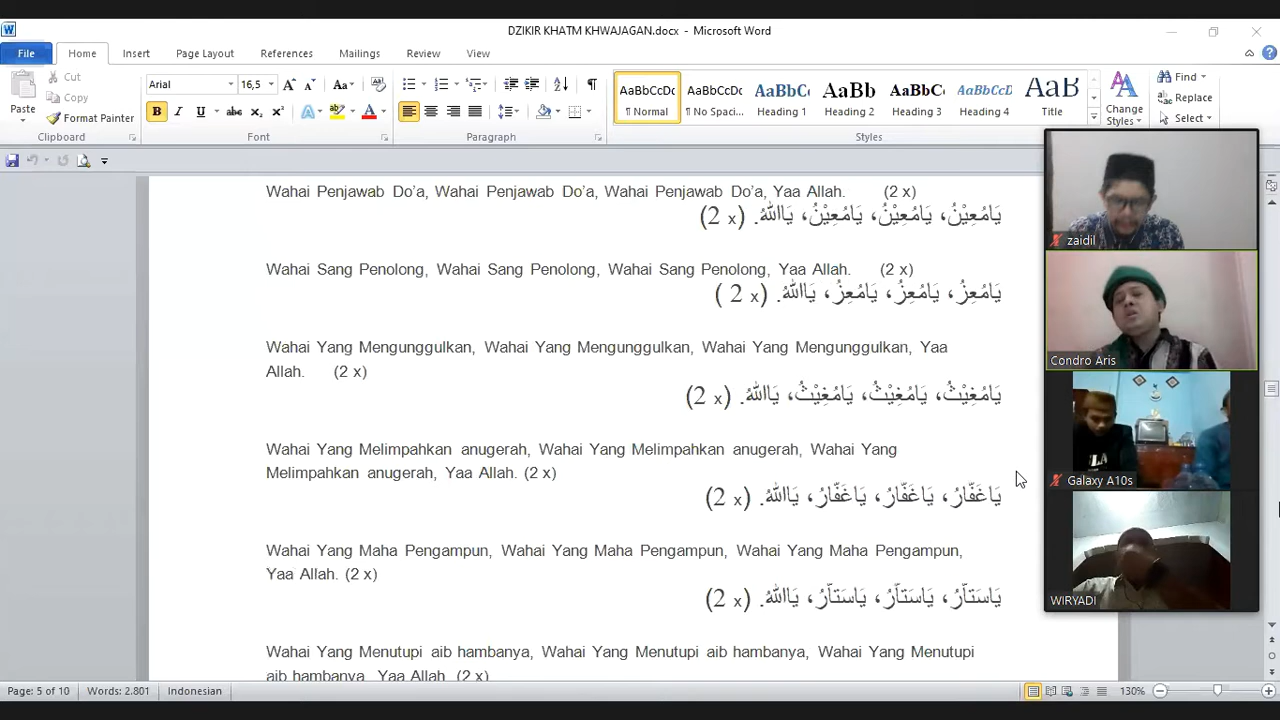 DZIKIR KHATM KHWAJAGAN.docx - Microsoft Word
File Home Insert Page Layout References Mailings Review View
Paste Cut Copy Format Painter Clipboard
Arial 16,5 Font
Paragraph
AaBbCcDc AaBbCcDc AaBbC AaBb AaBbC AaBbCcD AaB
¶ Normal ¶ No Spaci... Heading 1 Heading 2 Heading 3 Heading 4 Title
Styles
Change Styles
Find Replace Select
Wahai Penjawab Do'a, Wahai Penjawab Do'a, Wahai Penjawab Do'a, Yaa Allah. (2 x)
يَامُعِيْنُ، يَامُعِيْنُ، يَامُعِيْنُ، يَااللهُ. (2 x)
Wahai Sang Penolong, Wahai Sang Penolong, Wahai Sang Penolong, Yaa Allah. (2 x)
يَامُعِزُ، يَامُعِزُ، يَامُعِزُ، يَااللهُ. (2 x )
Wahai Yang Mengunggulkan, Wahai Yang Mengunggulkan, Wahai Yang Mengunggulkan, Yaa
Allah. (2 x)
يَامُغِيْثُ، يَامُغِيْثُ، يَامُغِيْثُ، يَااللهُ. (2 x)
Wahai Yang Melimpahkan anugerah, Wahai Yang Melimpahkan anugerah, Wahai Yang
Melimpahkan anugerah, Yaa Allah. (2 x)
يَاغَفَّارُ، يَاغَفَّارُ، يَاغَفَّارُ، يَااللهُ. (2 x)
Wahai Yang Maha Pengampun, Wahai Yang Maha Pengampun, Wahai Yang Maha Pengampun,
Yaa Allah. (2 x)
يَاسَتَّارُ، يَاسَتَّارُ، يَاسَتَّارُ، يَااللهُ. (2 x)
Wahai Yang Menutupi aib hambanya, Wahai Yang Menutupi aib hambanya, Wahai Yang Menutupi
aib hambanya, Yaa Allah. (2 x)
zaidil
Condro Aris
Galaxy A10s
WIRYADI
Page: 5 of 10 Words: 2.801 Indonesian 130%